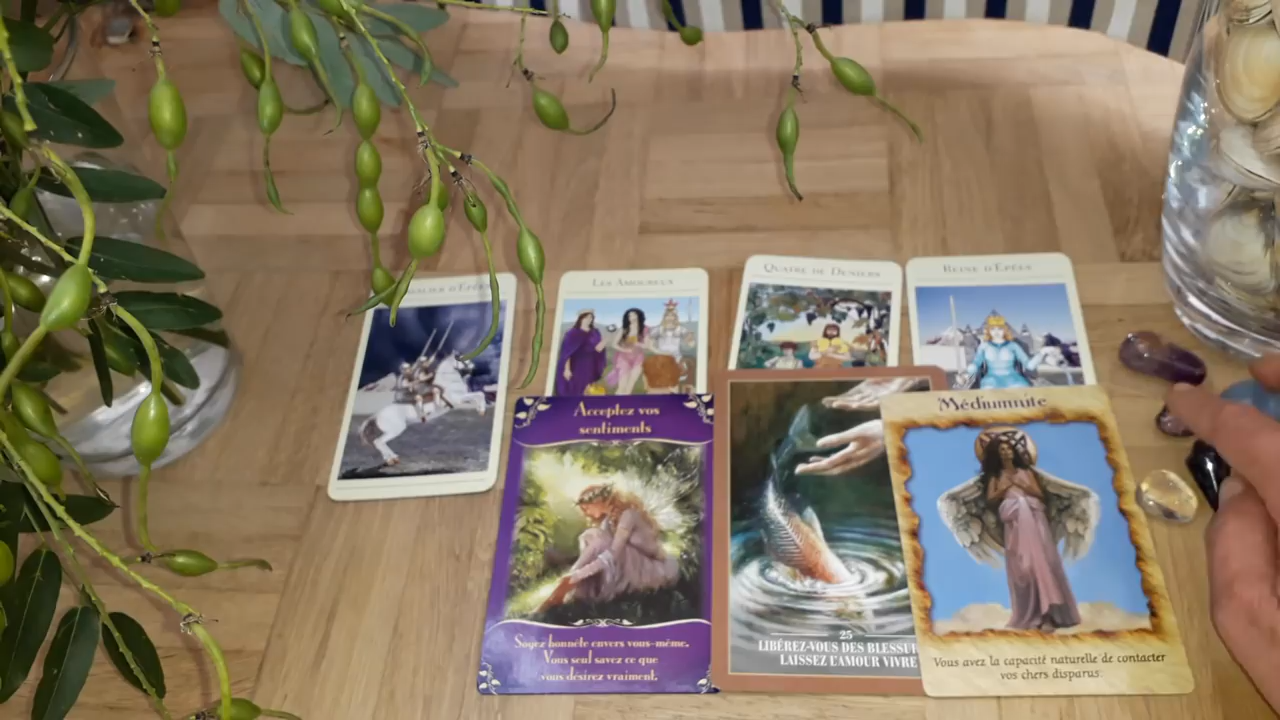 LES AMOUREUX
QUATRE DE DENIERS
REINE D'ÉPÉES
Acceptez vos
sentiments
Soyez honnête envers vous-même.
Vous seul savez ce que
vous désirez vraiment.
25
LIBÉREZ-VOUS DES
LAISSEZ L'AMOUR VIVRE
Médiumnité
Vous avez la capacité naturelle de contacter
vos chers disparus.